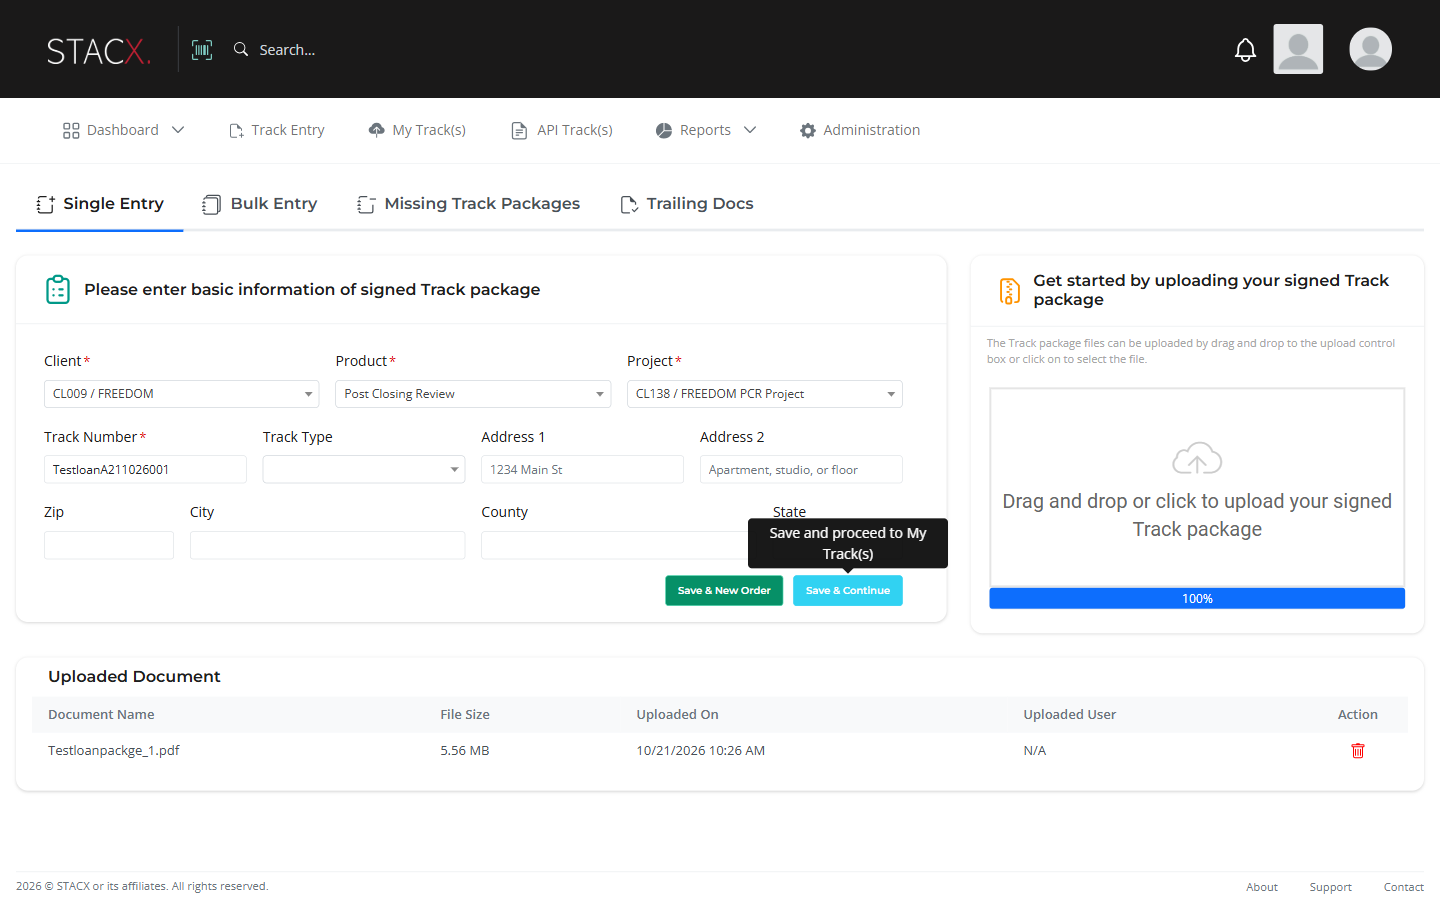 STACX.
Search...
Dashboard
Track Entry
My Track(s)
API Track(s)
Reports
Administration
Single Entry
Bulk Entry
Missing Track Packages
Trailing Docs
Please enter basic information of signed Track package
Client*
Product*
Project*
CL009 / FREEDOM
Post Closing Review
CL138 / FREEDOM PCR Project
Track Number*
Track Type
Address 1
Address 2
TestloanA211026001
1234 Main St
Apartment, studio, or floor
Zip
City
County
State
Save and proceed to My
Track(s)
Save & New Order
Save & Continue
Get started by uploading your signed Track
package
The Track package files can be uploaded by drag and drop to the upload control
box or click on to select the file.
Drag and drop or click to upload your signed
Track package
100%
Uploaded Document
Document Name
File Size
Uploaded On
Uploaded User
Action
Testloanpackge_1.pdf
5.56 MB
10/21/2026 10:26 AM
N/A
2026 © STACX or its affiliates. All rights reserved.
About
Support
Contact